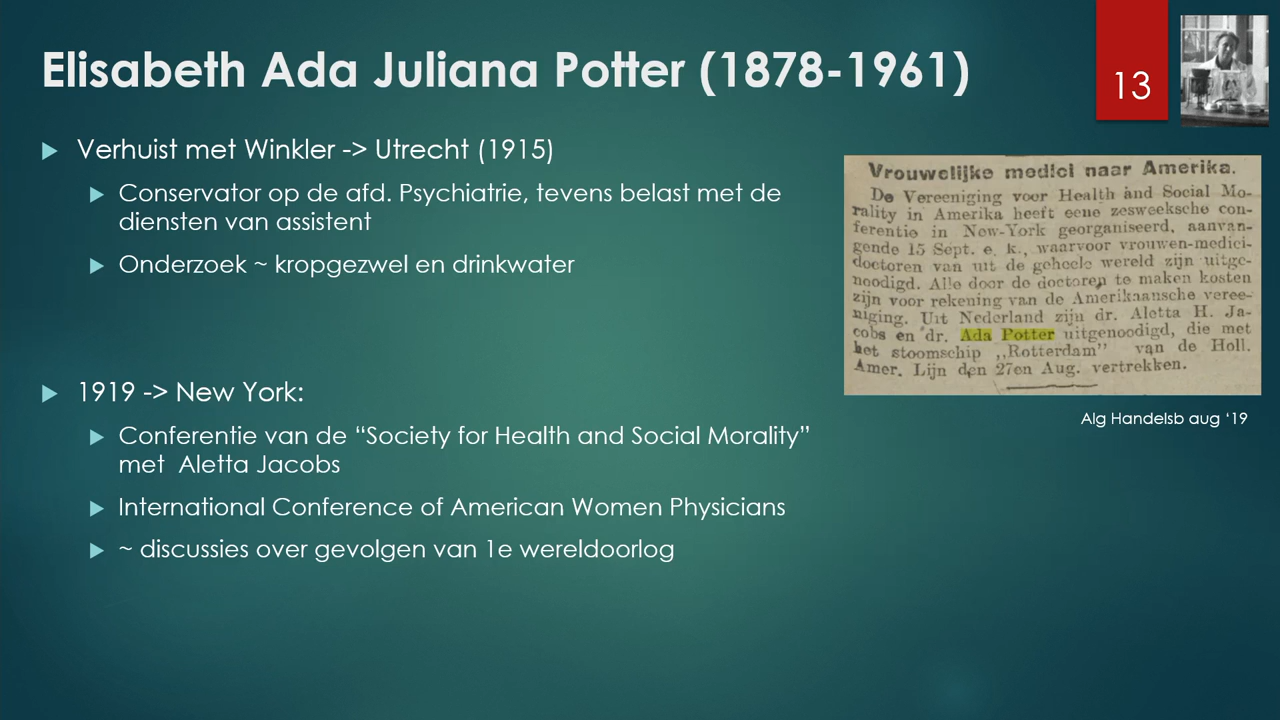 Elisabeth Ada Juliana Potter (1878-1961)
13
Verhuist met Winkler -> Utrecht (1915)
Conservator op de afd. Psychiatrie, tevens belast met de
diensten van assistent
Onderzoek ~ kropgezwel en drinkwater
1919 -> New York:
Conferentie van de “Society for Health and Social Morality”
met Aletta Jacobs
International Conference of American Women Physicians
~ discussies over gevolgen van 1e wereldoorlog
Vrouwelijke medici naar Amerika.
De Vereeniging voor Health and Social Mo-
rality in Amerika heeft eene zesweeksche con-
ferentie in New-York georganiseerd, aanvan-
gende 15 Sept. e. k., waarvoor vrouwen-medici-
doctoren van uit de geheele wereld zijn uitge-
noodigd. Alle door de doctoren te maken kosten
zijn voor rekening van de Amerikaansche veree-
niging. Uit Nederland zijn dr. Aletta H. Ja-
cobs en dr. Ada Potter uitgenoodigd, die met
het stoomschip „Rotterdam” van de Holl.
Amer. Lijn den 27en Aug. vertrekken.
Alg Handelsb aug ‘19